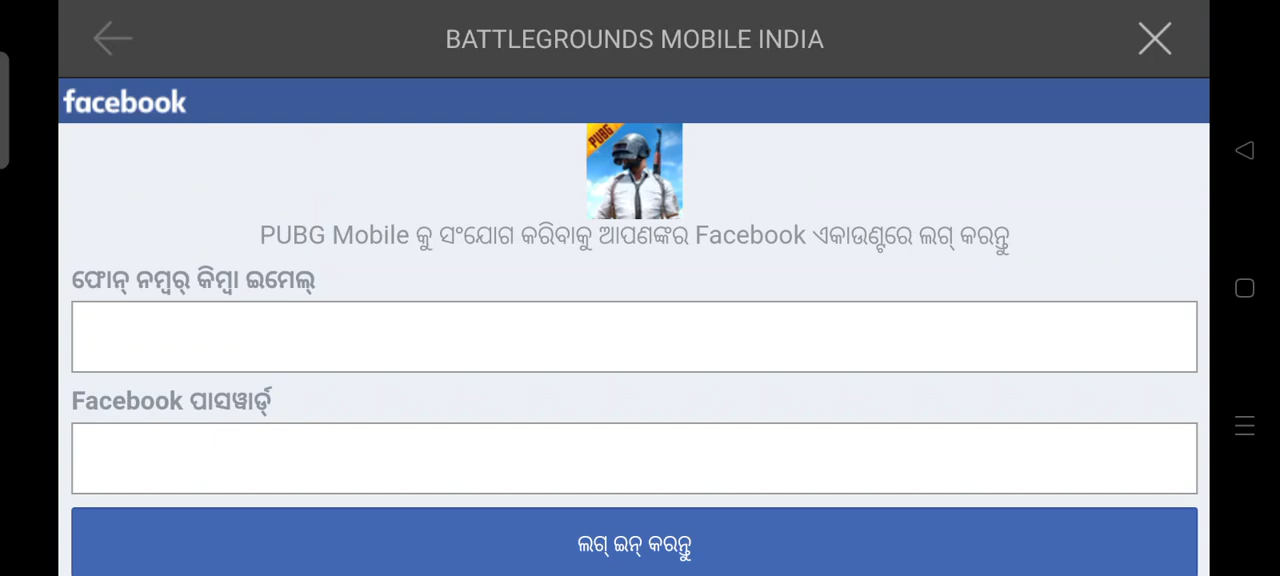 BATTLEGROUNDS MOBILE INDIA
facebook
PUBG
PUBG Mobile କୁ ସଂଯୋଗ କରିବାକୁ ଆପଣଙ୍କର Facebook ଏକାଉଣ୍ଟରେ ଲଗ୍ କରନ୍ତୁ
ଫୋନ୍ ନମ୍ବର୍ କିମ୍ବା ଇମେଲ୍
Facebook ପାସୱାର୍ଡ୍
ଲଗ୍ ଇନ୍ କରନ୍ତୁ